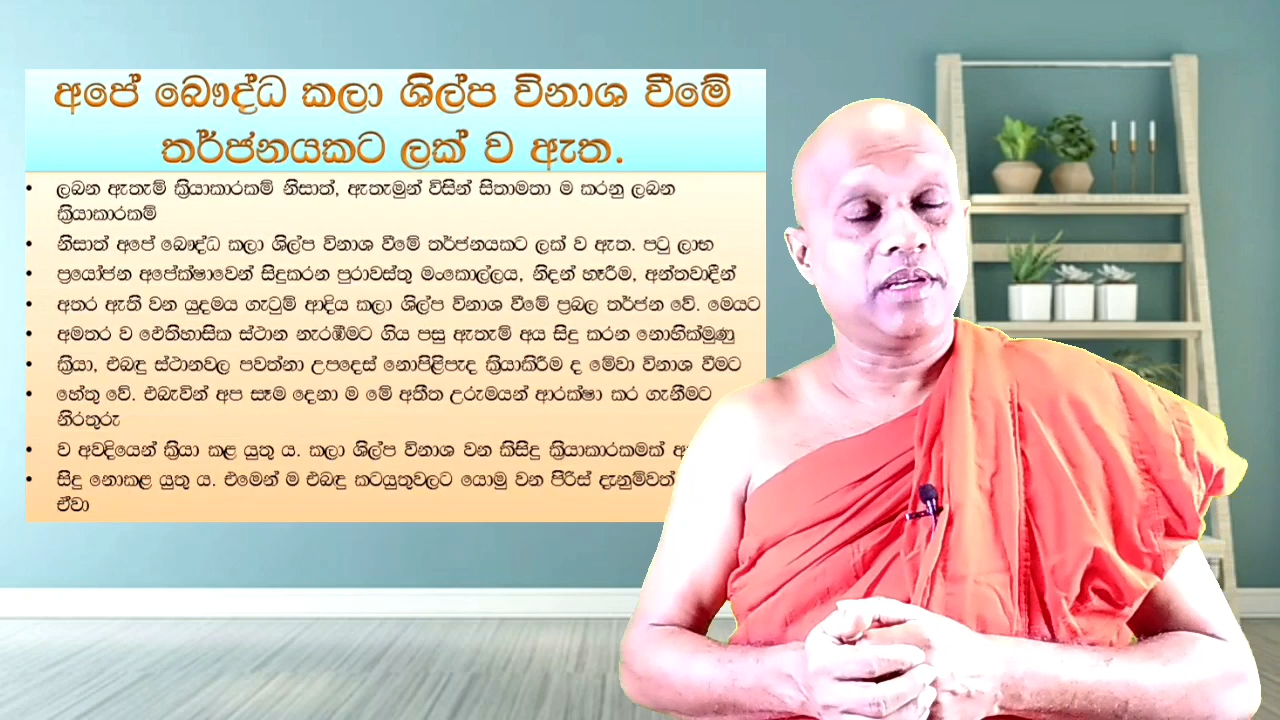 අපේ බෞද්ධ කලා ශිල්ප විනාශ වීමේ
තර්ජනයකට ලක් ව ඇත.
• ලබන ඇතැම් ක්‍රියාකාරකම් නිසාත්, ඇතැමුන් විසින් සිතාමතා ම කරනු ලබන
ක්‍රියාකාරකම්
• නිසාත් අපේ බෞද්ධ කලා ශිල්ප විනාශ වීමේ තර්ජනයකට ලක් ව ඇත. පටු ලාභ
• ප්‍රයෝජන අපේක්ෂාවෙන් සිදුකරන පුරාවස්තු මංකොල්ලය, නිදන් හෑරීම, අන්තවාදීන්
• අතර ඇති වන යුදමය ගැටුම් ආදිය කලා ශිල්ප විනාශ වීමේ ප්‍රබල තර්ජන වේ. මෙයට
• අමතර ව ඓතිහාසික ස්ථාන නැරඹීමට ගිය පසු ඇතැම් අය සිදු කරන නොහික්මුණු
• ක්‍රියා, එබඳු ස්ථානවල පවත්නා උපදෙස් නොපිළිපැද ක්‍රියාකිරීම ද මේවා විනාශ වීමට
• හේතු වේ. එබැවින් අප සෑම දෙනා ම මේ අතීත උරුමයන් ආරක්ෂා කර ගැනීමට
නිරතුරු
• ව අවදියෙන් ක්‍රියා කළ යුතු ය. කලා ශිල්ප විනාශ වන කිසිදු ක්‍රියාකාරකමක්
• සිදු නොකළ යුතු ය. එමෙන් ම එබඳු කටයුතුවලට යොමු වන පිරිස් දැනුම්වත්
ඒවා